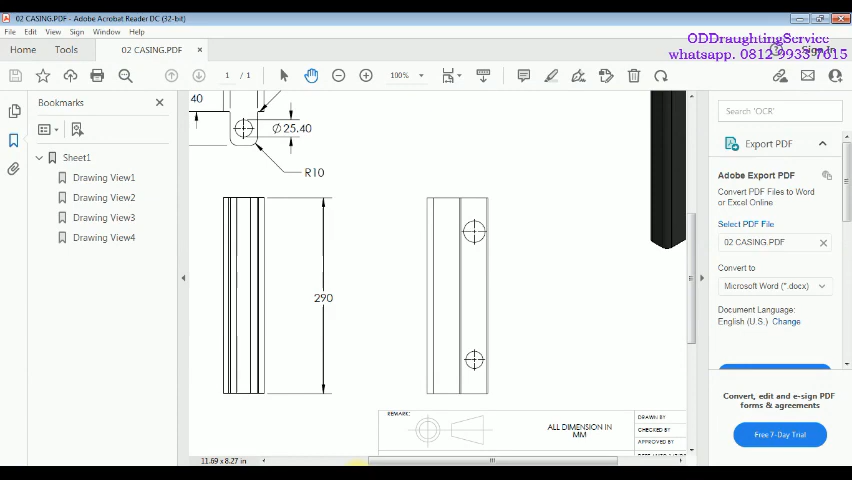 02 CASING.PDF - Adobe Acrobat Reader DC (32-bit)
File Edit View Sign Window Help
ODDraughtingService
whatsapp. 0812-9933-7615
Home Tools 02 CASING.PDF Sign In
1 / 1
100%
Bookmarks
Sheet1
Drawing View1
Drawing View2
Drawing View3
Drawing View4
40
Ø25.40
R10
290
REMARK:
ALL DIMENSION IN
MM
DRAWN BY
CHECKED BY
APPROVED BY
11.69 x 8.27 in
Search 'OCR'
Export PDF
Adobe Export PDF
Convert PDF Files to Word
or Excel Online
Select PDF File
02 CASING.PDF
Convert to
Microsoft Word (*.docx)
Document Language:
English (U.S.) Change
Convert, edit and e-sign PDF
forms & agreements
Free 7-Day Trial